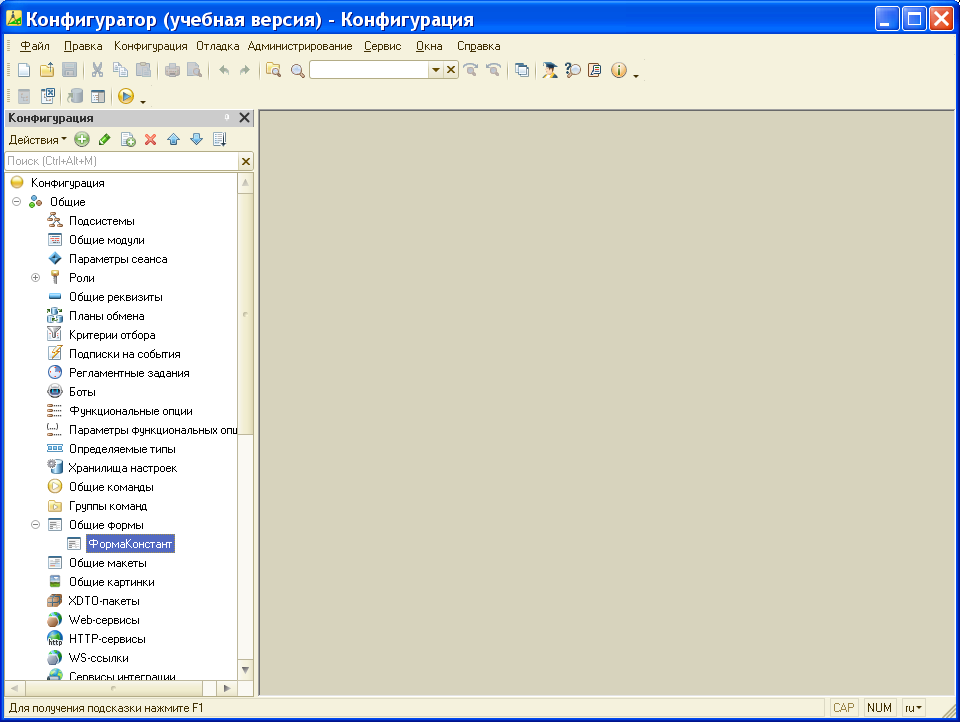 Конфигуратор (учебная версия) - Конфигурация
Файл Правка Конфигурация Отладка Администрирование Сервис Окна Справка
Конфигурация
Действия
Поиск (Ctrl+Alt+M)
Конфигурация
Общие
Подсистемы
Общие модули
Параметры сеанса
Роли
Общие реквизиты
Планы обмена
Критерии отбора
Подписки на события
Регламентные задания
Боты
Функциональные опции
Параметры функциональных опц
Определяемые типы
Хранилища настроек
Общие команды
Группы команд
Общие формы
ФормаКонстант
Общие макеты
Общие картинки
XDTO-пакеты
Web-сервисы
HTTP-сервисы
WS-ссылки
Сервисы интеграции
Для получения подсказки нажмите F1 CAP NUM ru